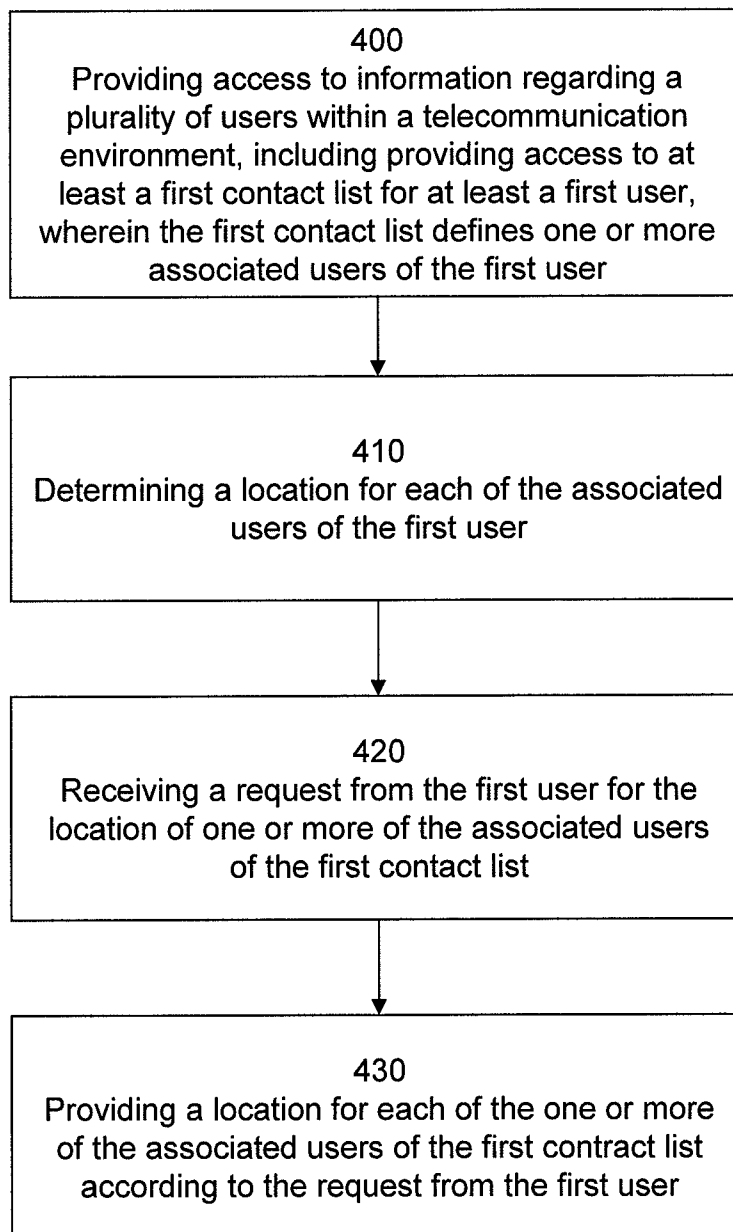 400
Providing access to information regarding a
plurality of users within a telecommunication
environment, including providing access to at
least a first contact list for at least a first user,
wherein the first contact list defines one or more
associated users of the first user
410
Determining a location for each of the associated
users of the first user
420
Receiving a request from the first user for the
location of one or more of the associated users
of the first contact list
430
Providing a location for each of the one or more
of the associated users of the first contract list
according to the request from the first user